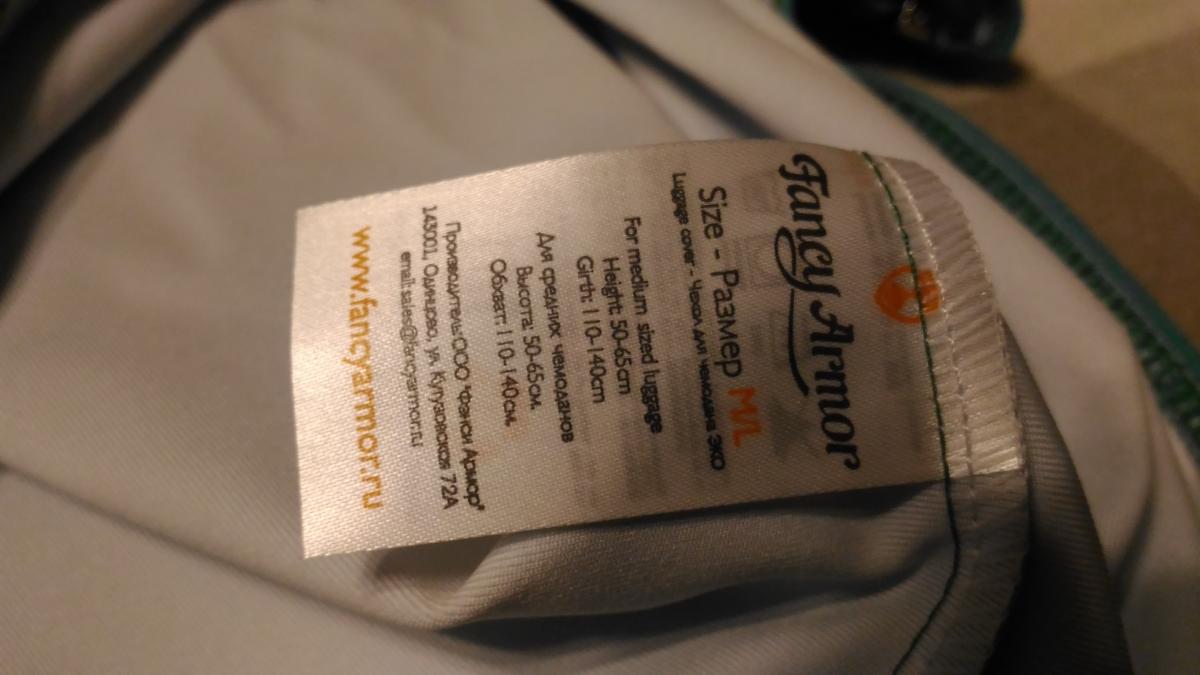 Fancy Armor
Size - Размер M/L
Luggage cover - Чехол для чемодана ЭКО
For medium sized luggage
Height: 50-65cm
Girth: 110-140cm
Для средних чемоданов
Высота: 50-65см.
Обхват: 110-140см.
Производитель:ООО "Фэнси Армор"
143001, Одинцово, ул. Кутузовская 72А
email: sales@fancyarmor.ru
www.fancyarmor.ru